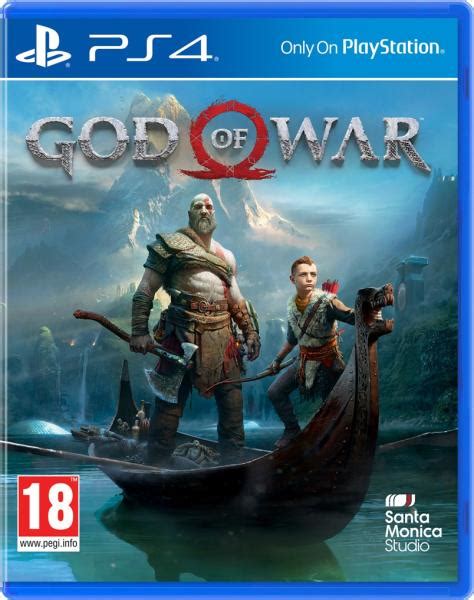 PS4
Only On PlayStation®
GOD OF WAR
18
www.pegi.info
Santa
Monica
Studio